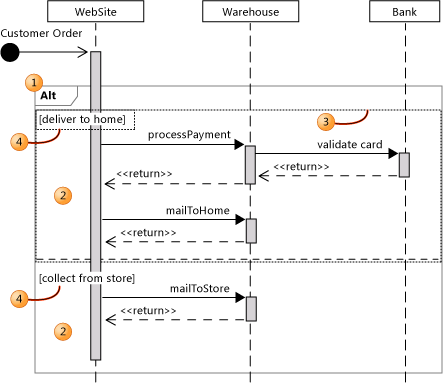 WebSite Warehouse Bank
Customer Order
1
Alt
[deliver to home] 3
4 processPayment
validate card
<<return>> <<return>>
2
mailToHome
<<return>>
[collect from store]
4 mailToStore
<<return>>
2